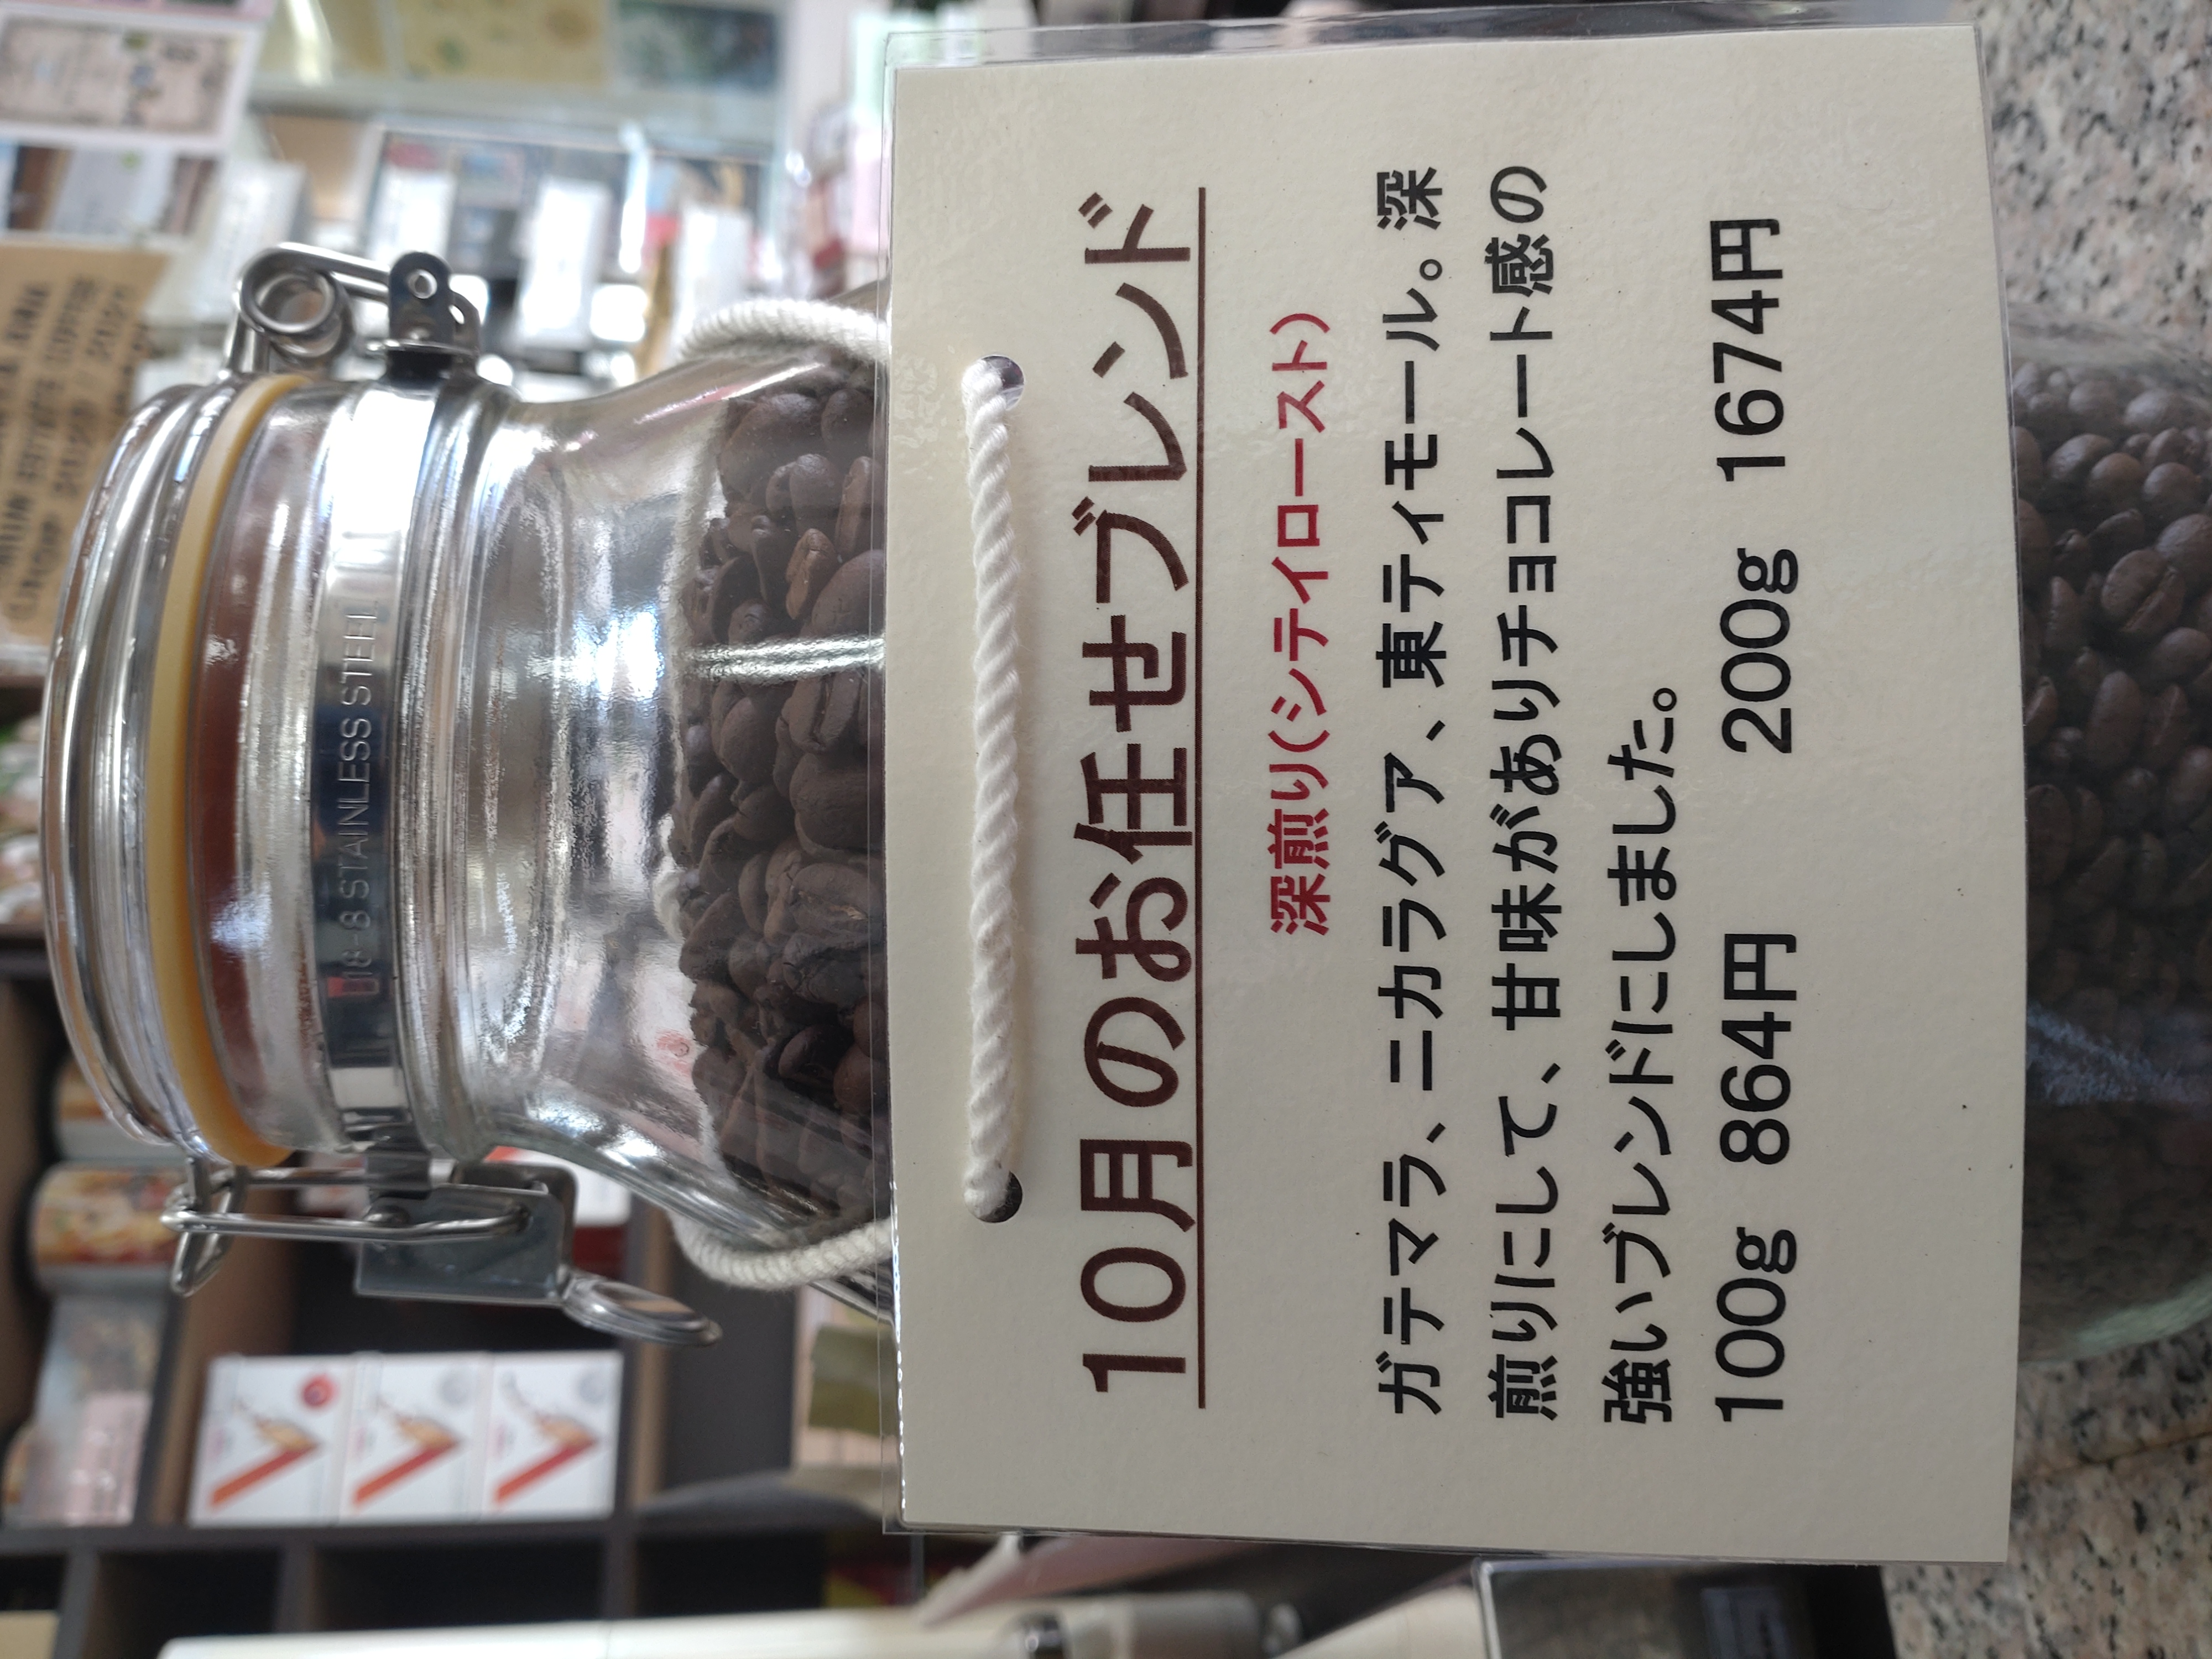 18-8 STAINLESS STEEL
10月のお任せブレンド
深煎り(シティロースト)
ガテマラ、ニカラグア、東ティモール。深
煎りにして、甘味がありチョコレート感の
強いブレンドにしました。
100g 864円 200g 1674円